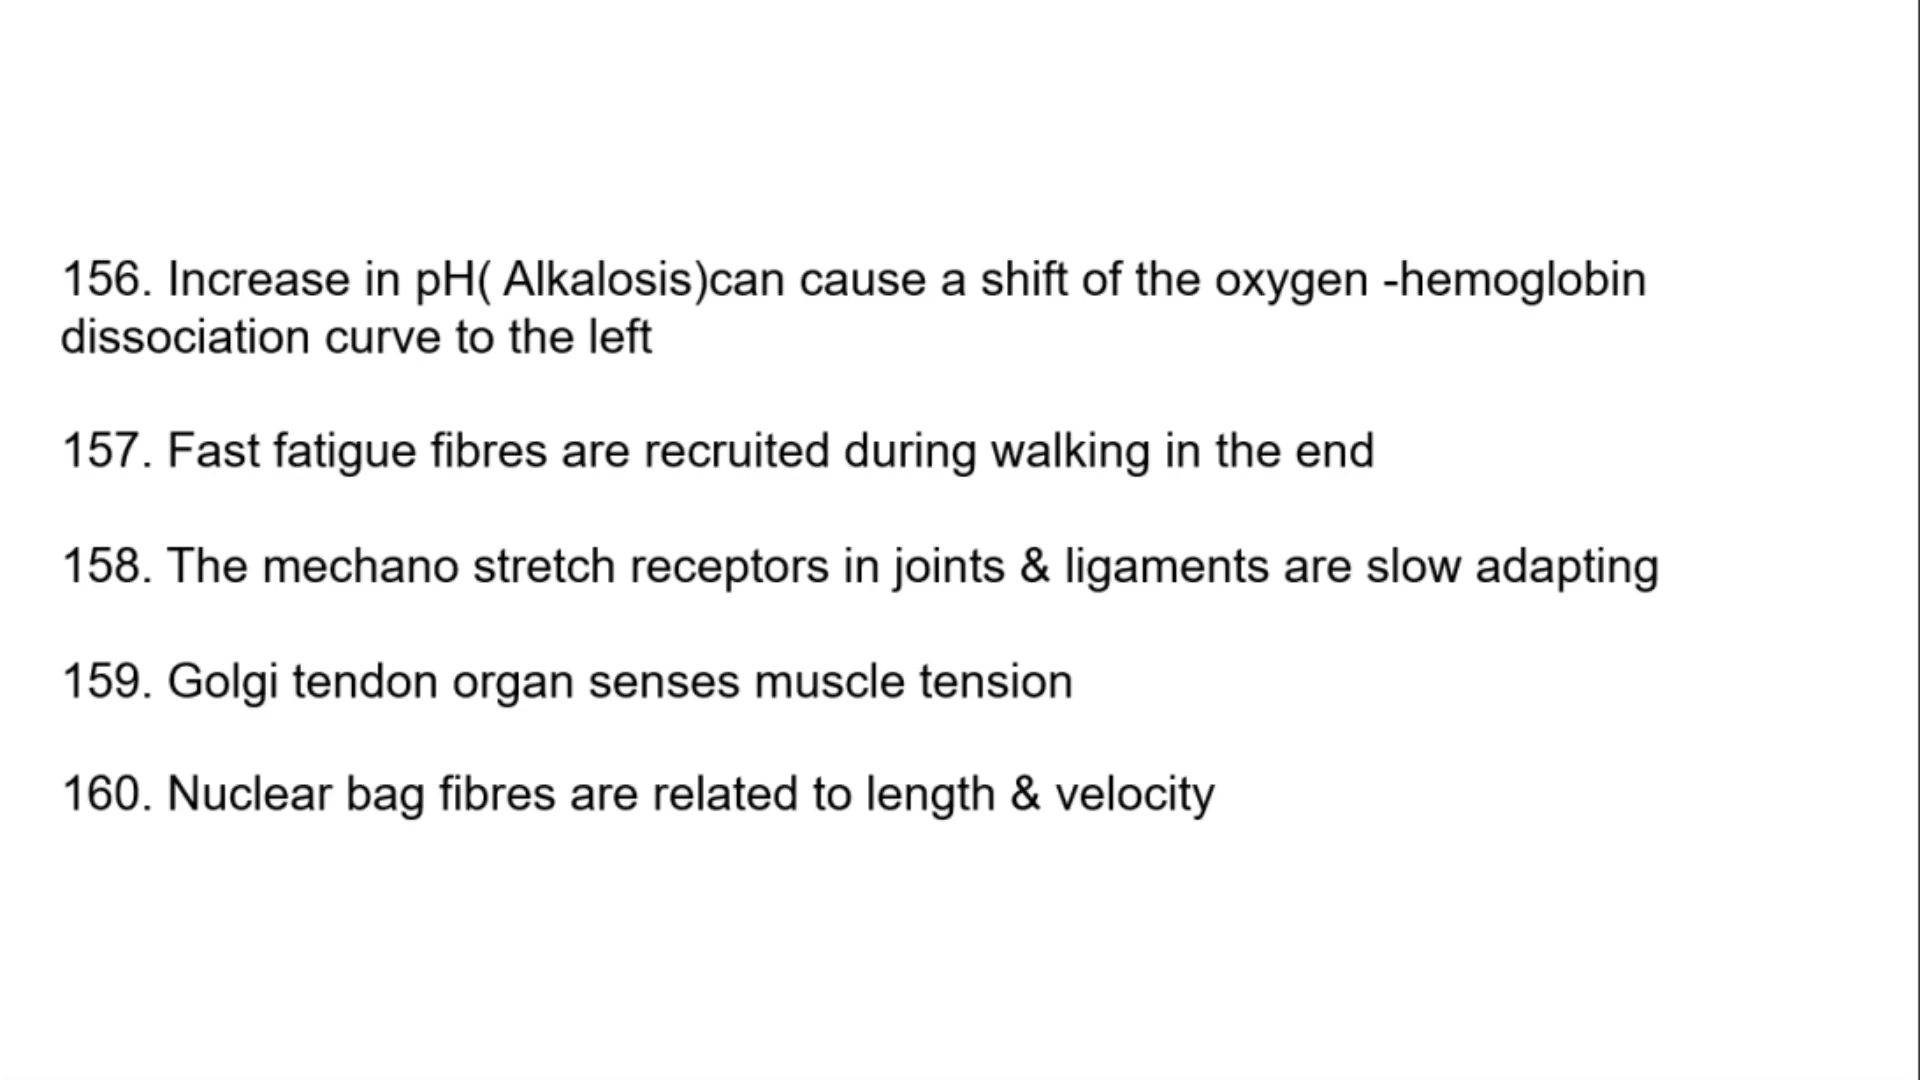 156. Increase in pH( Alkalosis)can cause a shift of the oxygen -hemoglobin
dissociation curve to the left
157. Fast fatigue fibres are recruited during walking in the end
158. The mechano stretch receptors in joints & ligaments are slow adapting
159. Golgi tendon organ senses muscle tension
160. Nuclear bag fibres are related to length & velocity